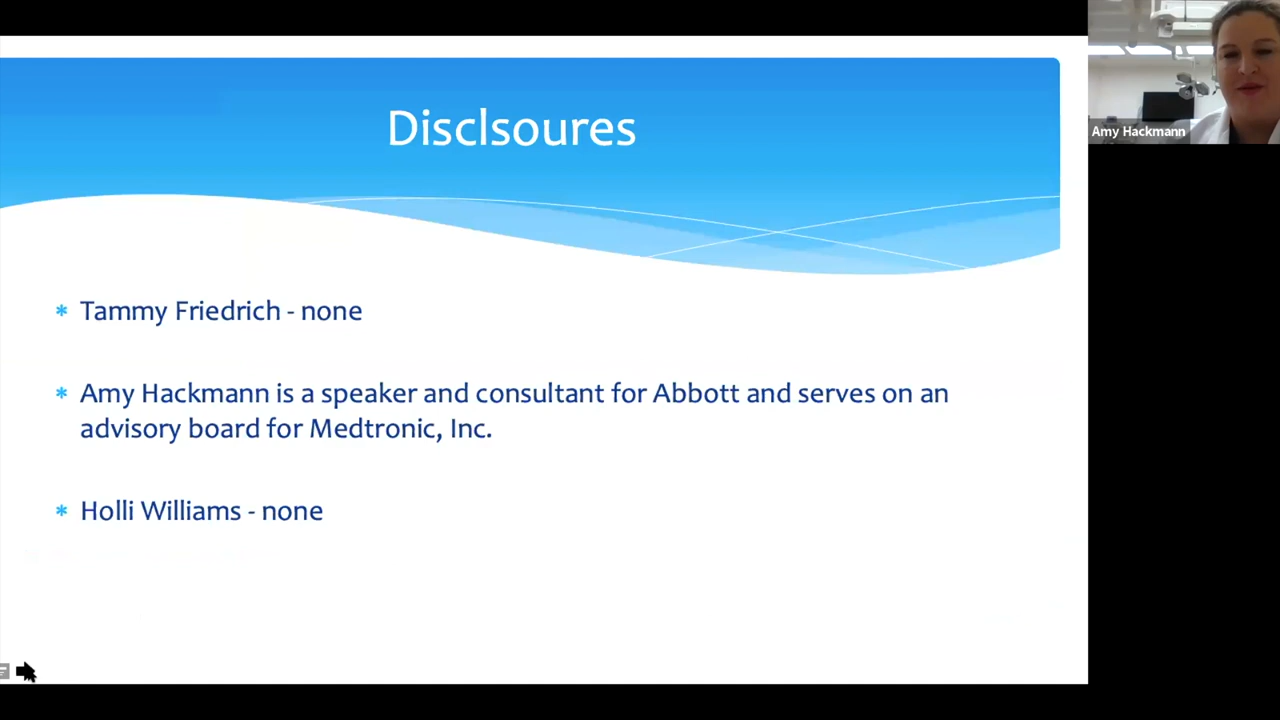 Disclsoures
Amy Hackmann
* Tammy Friedrich - none
* Amy Hackmann is a speaker and consultant for Abbott and serves on an
advisory board for Medtronic, Inc.
* Holli Williams - none